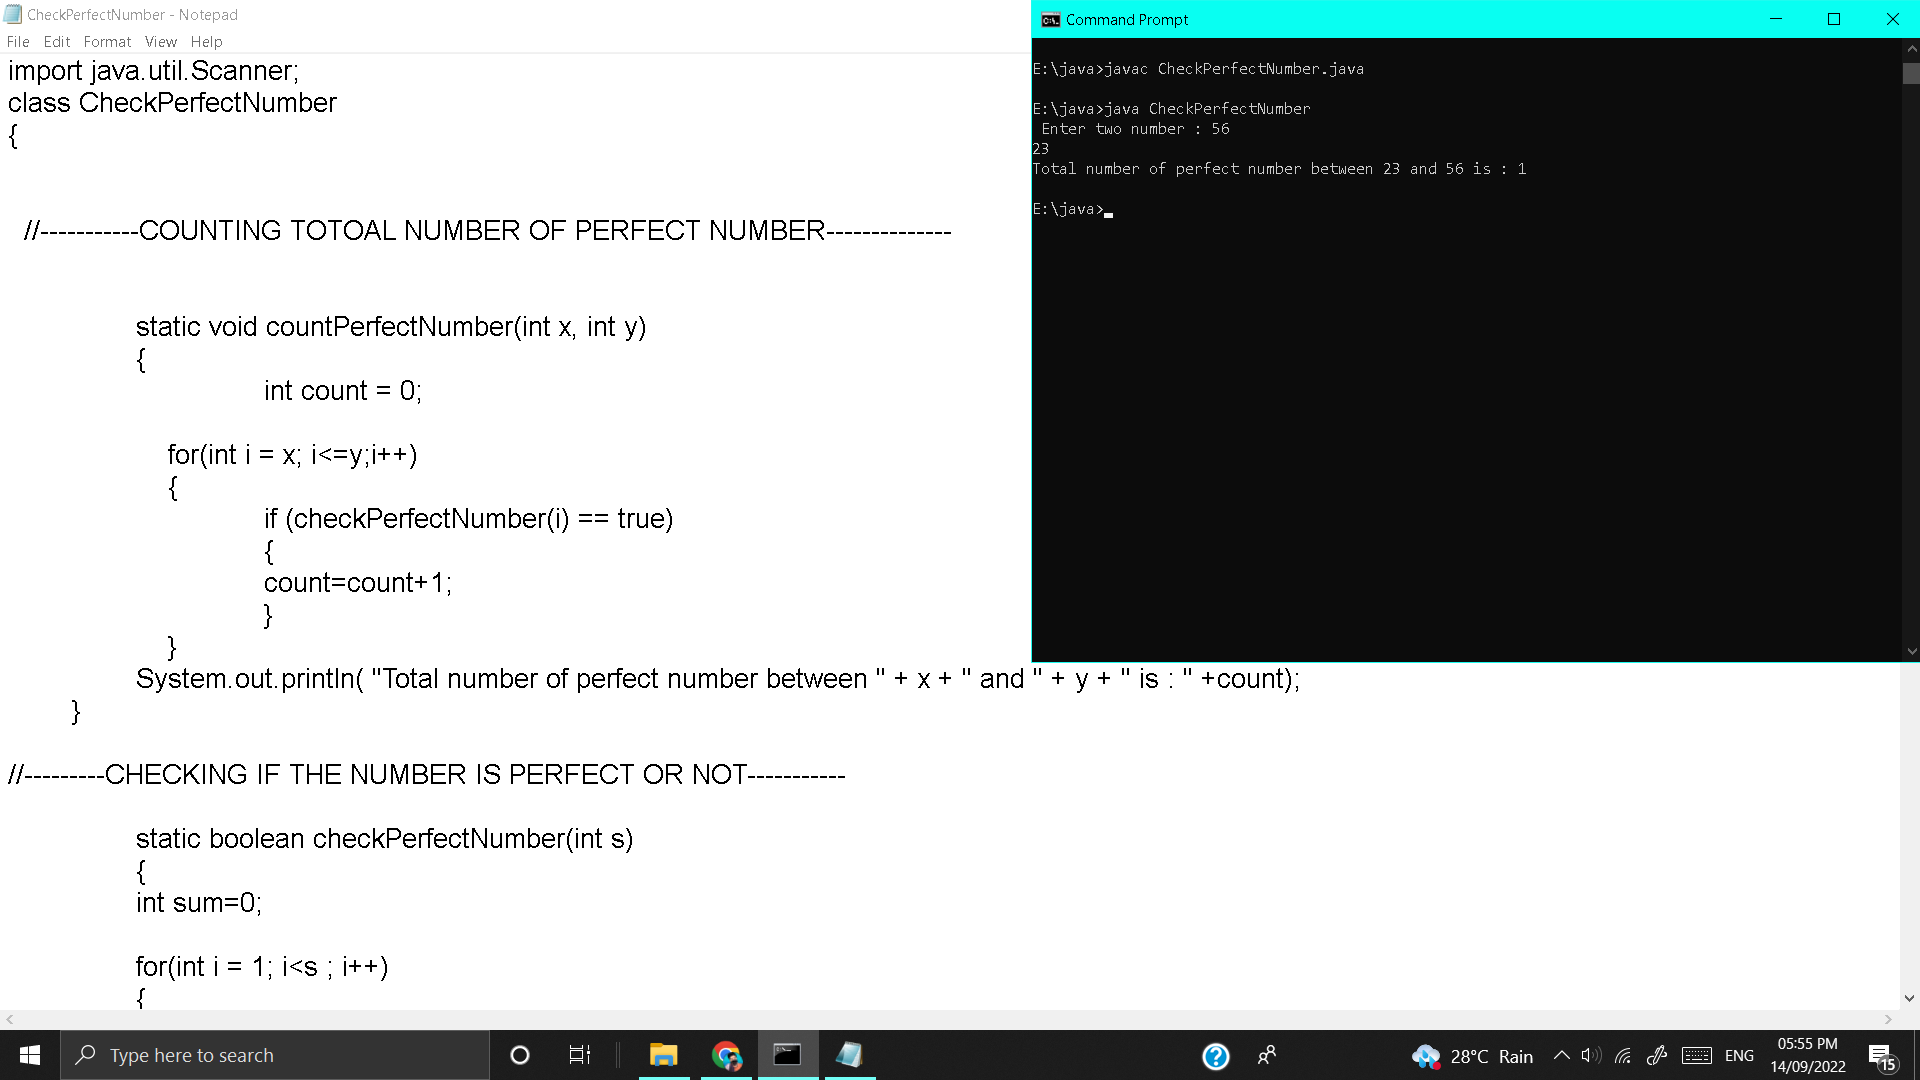 CheckPerfectNumber - Notepad
File Edit Format View Help
import java.util.Scanner;
class CheckPerfectNumber
{
//-----------COUNTING TOTOAL NUMBER OF PERFECT NUMBER--------------
static void countPerfectNumber(int x, int y)
{
int count = 0;
for(int i = x; i<=y;i++)
{
if (checkPerfectNumber(i) == true)
{
count=count+1;
}
}
System.out.println( "Total number of perfect number between " + x + " and " + y + " is : " +count);
}
//---------CHECKING IF THE NUMBER IS PERFECT OR NOT-----------
static boolean checkPerfectNumber(int s)
{
int sum=0;
for(int i = 1; i<s ; i++)
{
Command Prompt
E:\java>javac CheckPerfectNumber.java
E:\java>java CheckPerfectNumber
Enter two number : 56
23
Total number of perfect number between 23 and 56 is : 1
E:\java>
Type here to search
28°C Rain
ENG
05:55 PM
14/09/2022
15